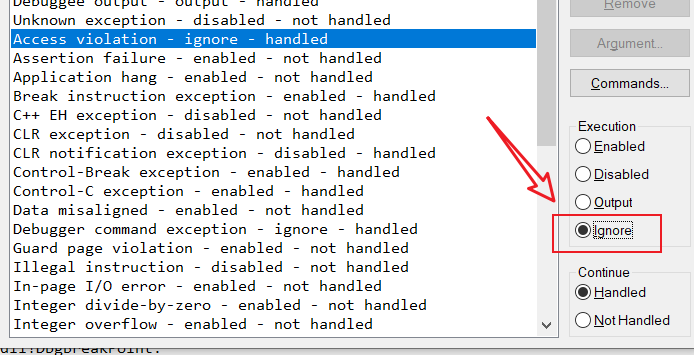 Debuggee output - output - handled
Unknown exception - disabled - not handled
Access violation - ignore - handled
Assertion failure - enabled - not handled
Application hang - enabled - not handled
Break instruction exception - enabled - handled
C++ EH exception - disabled - not handled
CLR exception - disabled - not handled
CLR notification exception - disabled - handled
Control-Break exception - enabled - handled
Control-C exception - enabled - handled
Data misaligned - enabled - not handled
Debugger command exception - ignore - handled
Guard page violation - enabled - not handled
Illegal instruction - disabled - not handled
In-page I/O error - enabled - not handled
Integer divide-by-zero - enabled - not handled
Integer overflow - enabled - not handled
Remove
Argument...
Commands...
Execution
Enabled
Disabled
Output
Ignore
Continue
Handled
Not Handled
dll!DbgBreakPoint: